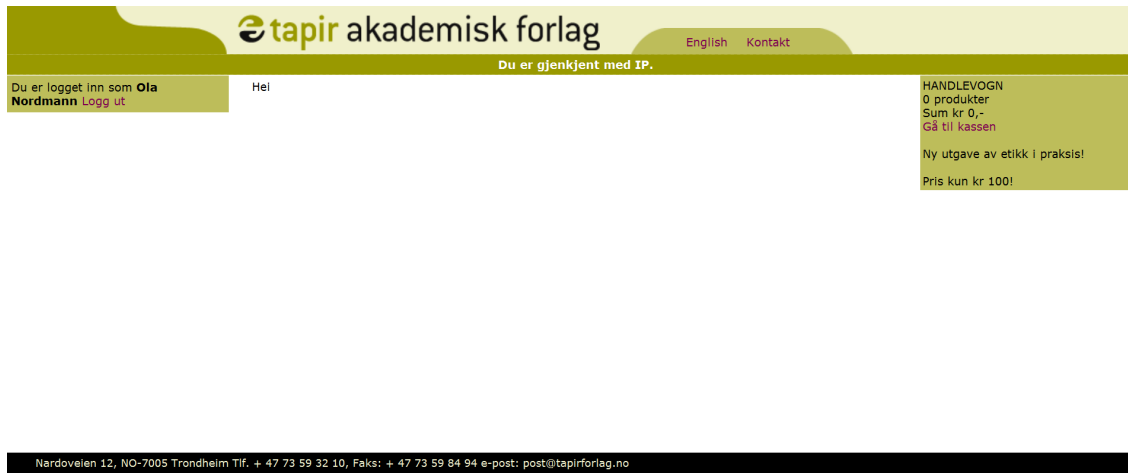 tapir akademisk forlag
English Kontakt
Du er gjenkjent med IP.
Du er logget inn som Ola
Nordmann Logg ut
Hei
HANDLEVOGN
0 produkter
Sum kr 0,-
Gå til kassen
Ny utgave av etikk i praksis!
Pris kun kr 100!
Nardoveien 12, NO-7005 Trondheim Tlf. + 47 73 59 32 10, Faks: + 47 73 59 84 94 e-post: post@tapirforlag.no